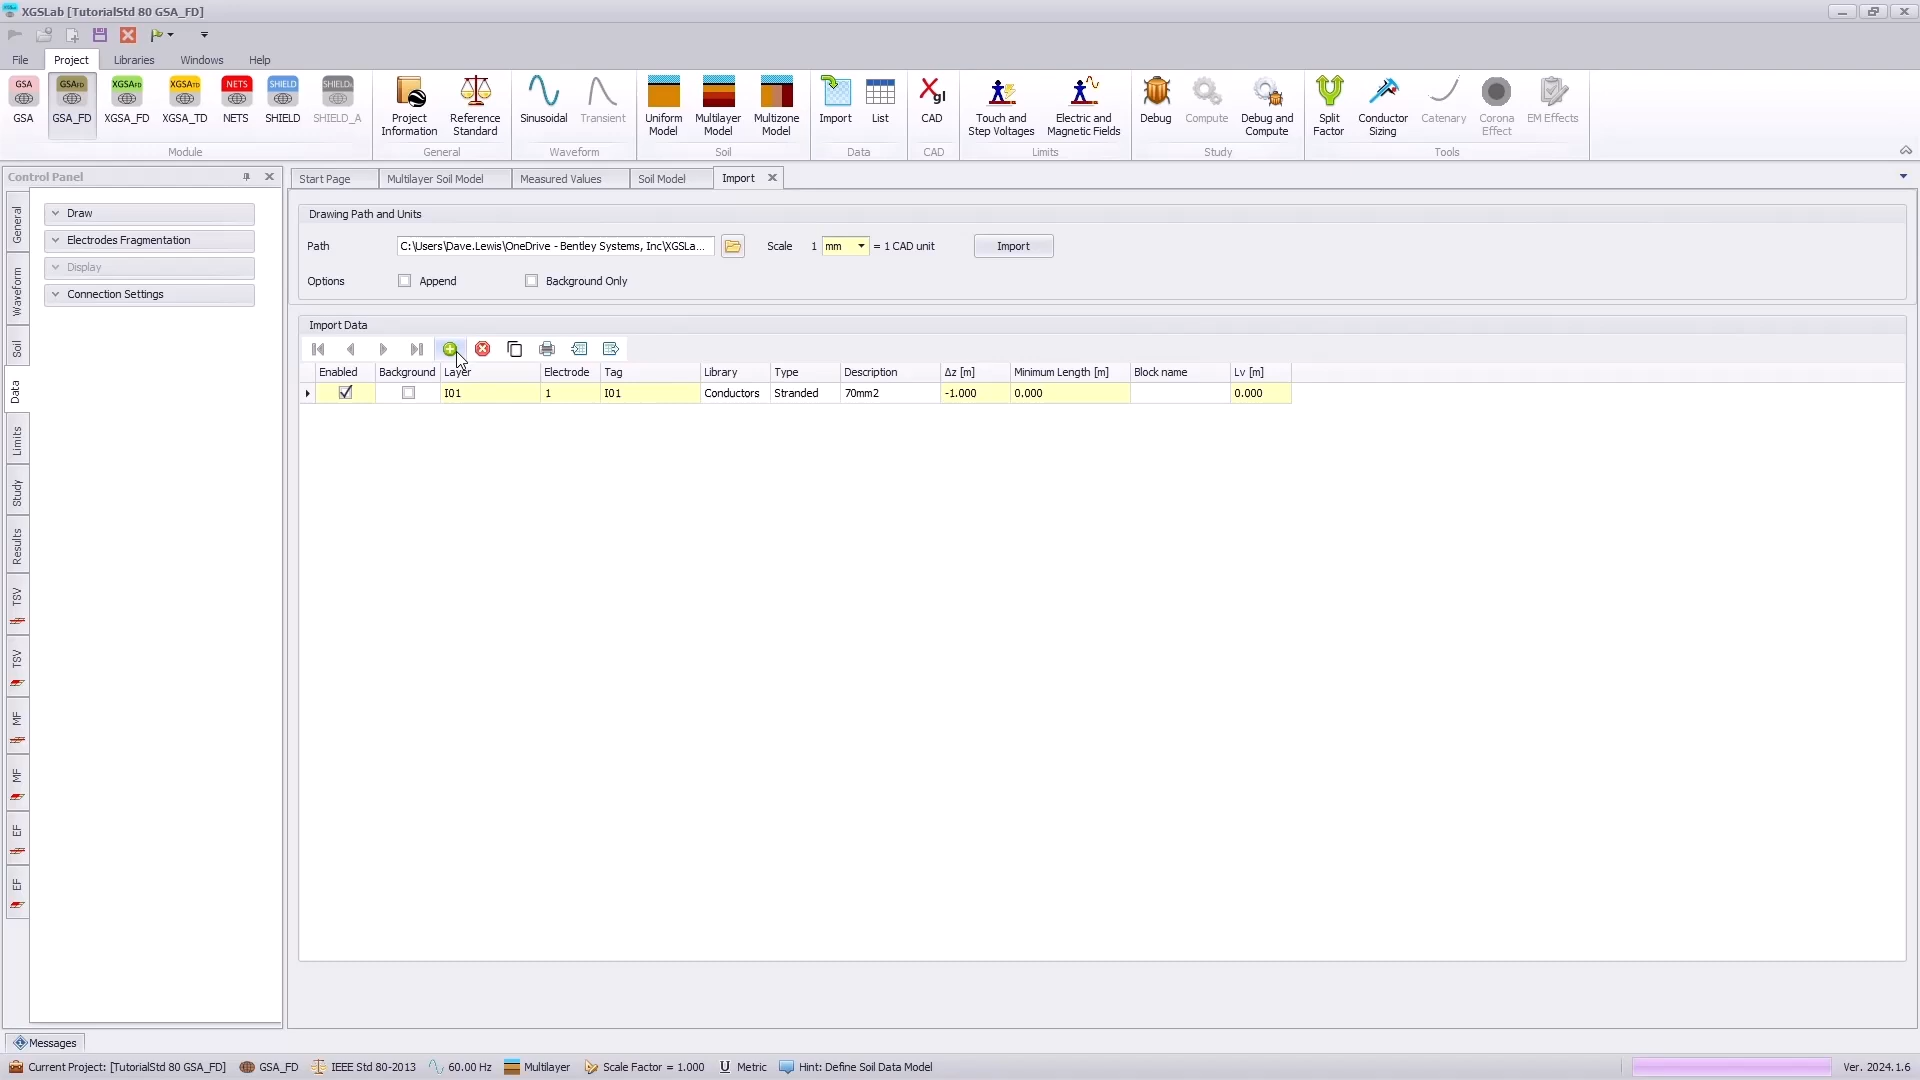 XGSLab [TutorialStd 80 GSA_FD]
File Project Libraries Windows Help
GSA GSAFD XGSAFD XGSATD NETS SHIELD SHIELDA
GSA GSA_FD XGSA_FD XGSA_TD NETS SHIELD SHIELD_A
Project Information Reference Standard Sinusoidal Transient Uniform Model Multilayer Model Multizone Model Import List CAD Touch and Step Voltages Electric and Magnetic Fields Debug Compute Debug and Compute Split Factor Conductor Sizing Catenary Corona Effect EM Effects
Module General Waveform Soil Data CAD Limits Study Tools
Control Panel
General
Waveform
Soil
Data
Limits
Study
Results
TSV
TSV
MF
MF
EF
EF
Draw
Electrodes Fragmentation
Display
Connection Settings
Start Page Multilayer Soil Model Measured Values Soil Model Import
Drawing Path and Units
Path C:\Users\Dave.Lewis\OneDrive - Bentley Systems, Inc\XGSLa... Scale 1 mm = 1 CAD unit Import
Options Append Background Only
Import Data
Enabled Background Layer Electrode Tag Library Type Description Δz [m] Minimum Length [m] Block name Lv [m]
I01 1 I01 Conductors Stranded 70mm2 -1.000 0.000 0.000
Messages
Current Project: [TutorialStd 80 GSA_FD] GSA_FD IEEE Std 80-2013 60.00 Hz Multilayer Scale Factor = 1.000 U Metric Hint: Define Soil Data Model Ver. 2024.1.6